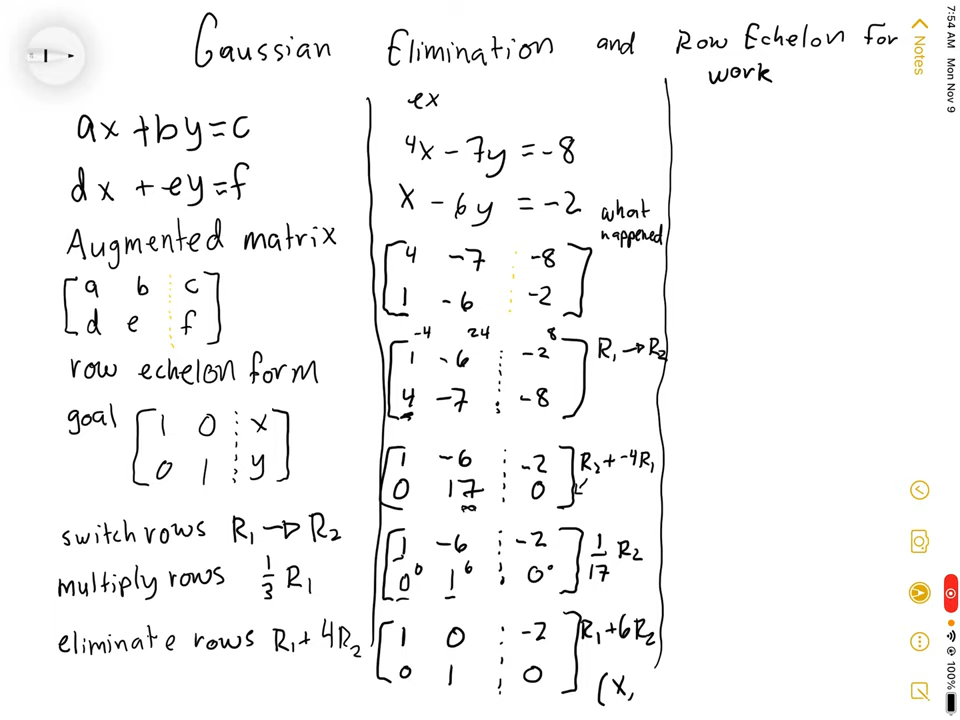 Gaussian Elimination and Row Echelon For
work
ax + by = c
dx + ey = f
Augmented matrix
[a b c]
[d e f]
row echelon form
goal
[1 0 x]
[0 1 y]
switch rows R₁ → R₂
multiply rows 1/3 R₁
eliminate rows R₁ + 4R₂
ex
4x - 7y = -8
x - 6y = -2
what
happened
[4 -7 -8]
[1 -6 -2]
-4 24 8
[1 -6 -2] R₁ → R₂
[4 -7 -8]
[1 -6 -2] R₂ + -4R₁
[0 17 0]
[1 -6 -2] 1/17 R₂
0 6 0
[0 1 0]
[1 0 -2] R₁ + 6R₂
[0 1 0]
(x,
7:54 AM Mon Nov 9
Notes
100%